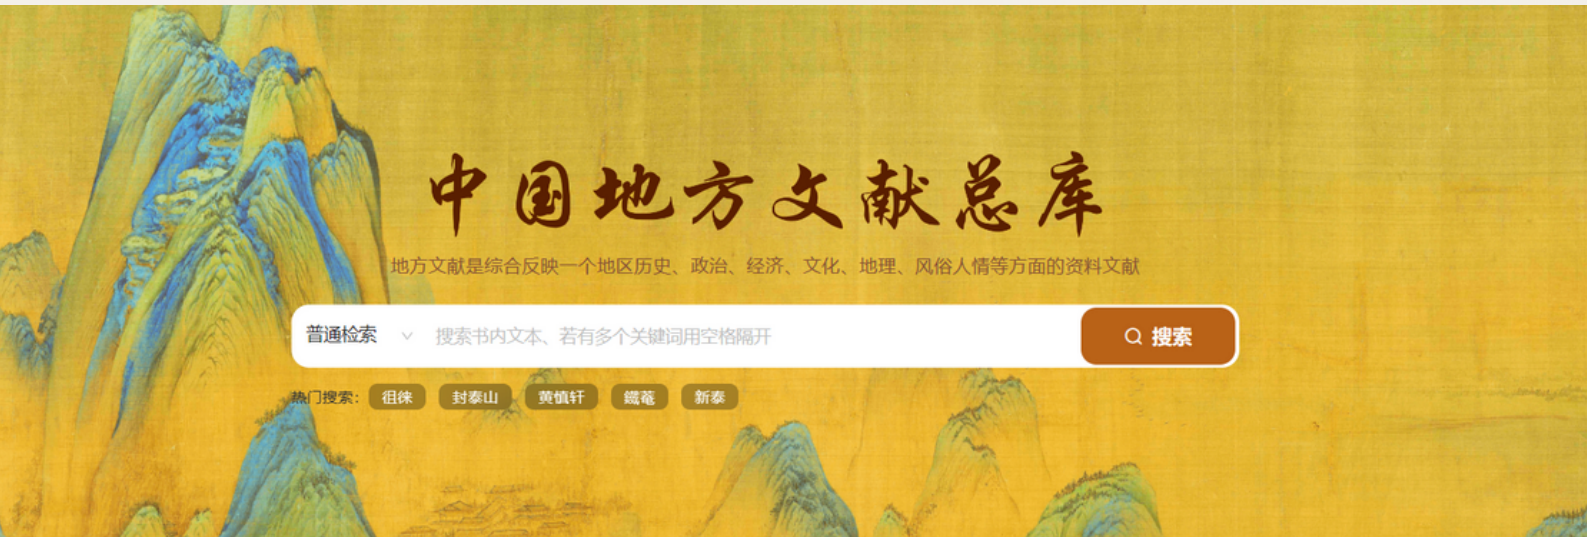 中国地方文献总库
地方文献是综合反映一个地区历史、政治、经济、文化、地理、风俗人情等方面的资料文献
普通检索 搜索书内文本、若有多个关键词用空格隔开 搜索
热门搜索： 徂徕 封泰山 黄慎轩 鐵菴 新泰